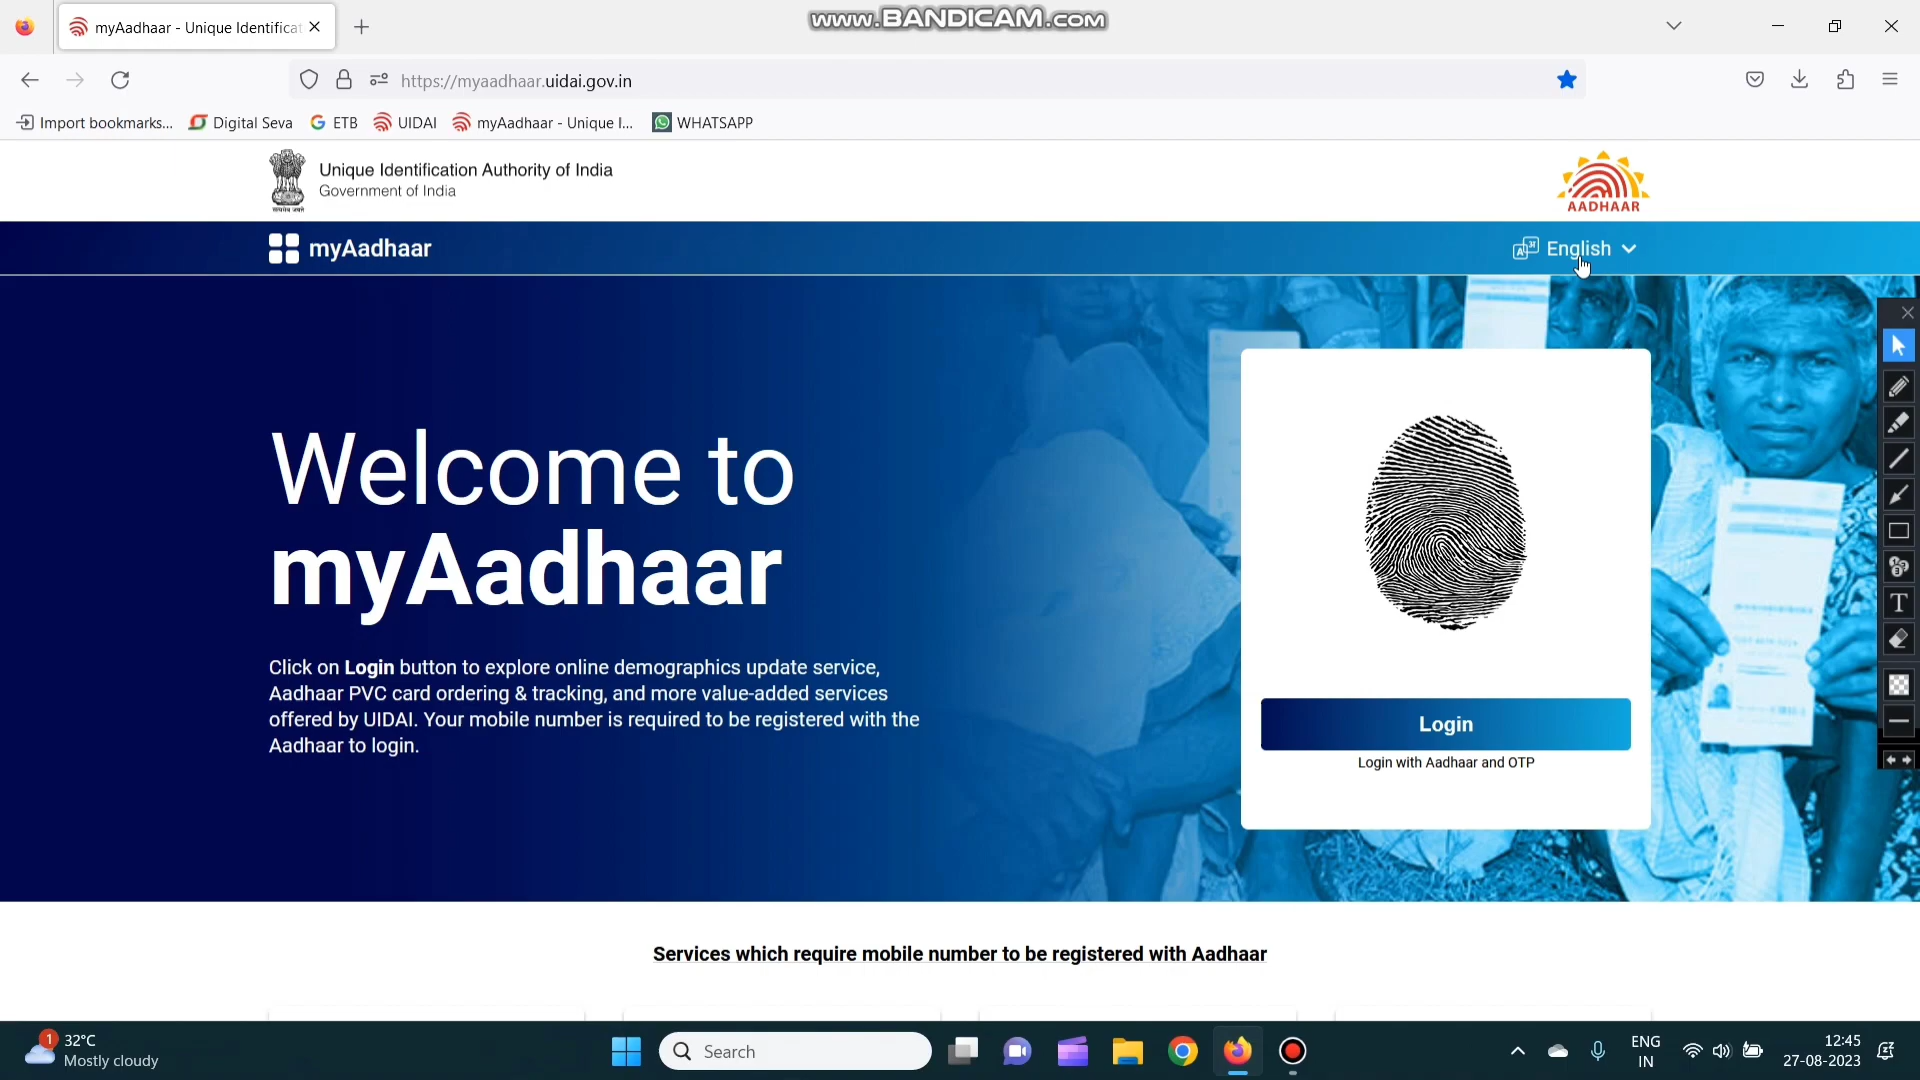 myAadhaar - Unique Identificat
www.BANDICAM.com
https://myaadhaar.uidai.gov.in
Import bookmarks...
Digital Seva
ETB
UIDAI
myAadhaar - Unique I...
WHATSAPP
Unique Identification Authority of India
Government of India
AADHAAR
myAadhaar
English
Welcome to
myAadhaar
Click on Login button to explore online demographics update service,
Aadhaar PVC card ordering & tracking, and more value-added services
offered by UIDAI. Your mobile number is required to be registered with the
Aadhaar to login.
Login
Login with Aadhaar and OTP
Services which require mobile number to be registered with Aadhaar
1
32°C
Mostly cloudy
Search
ENG
IN
12:45
27-08-2023